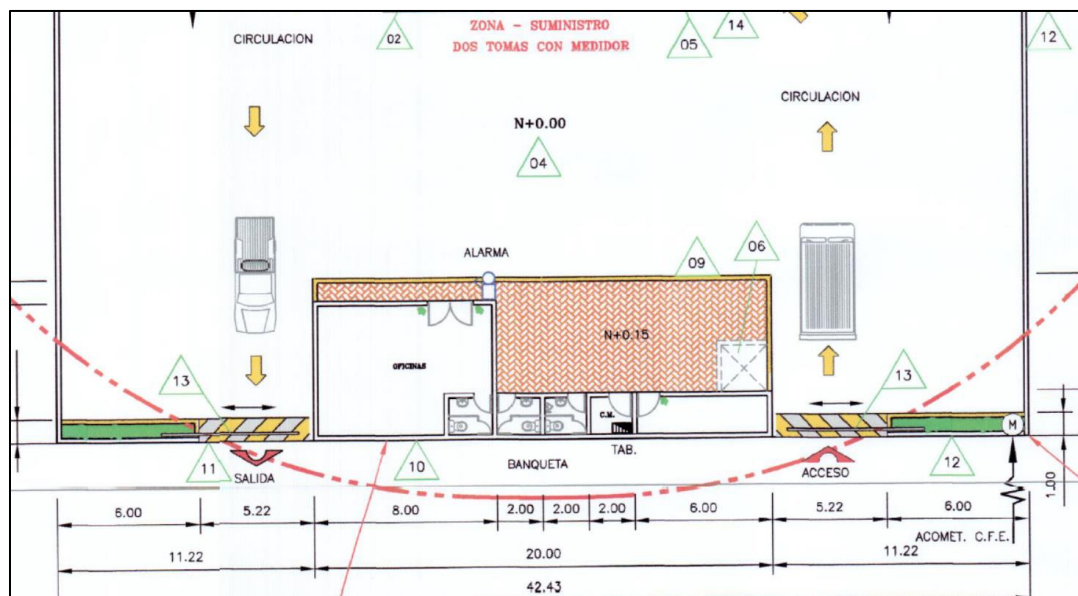 ZONA - SUMINISTRO
DOS TOMAS CON MEDIDOR
02
05
14
12
CIRCULACION
CIRCULACION
N+0.00
04
ALARMA
09
06
N+0.15
OFICINAS
13
13
C.M.
TAB.
M
11
SALIDA
10
BANQUETA
ACCESO
12
1.00
6.00
5.22
8.00
2.00
2.00
2.00
6.00
5.22
6.00
ACOMET. C.F.E.
11.22
20.00
11.22
42.43